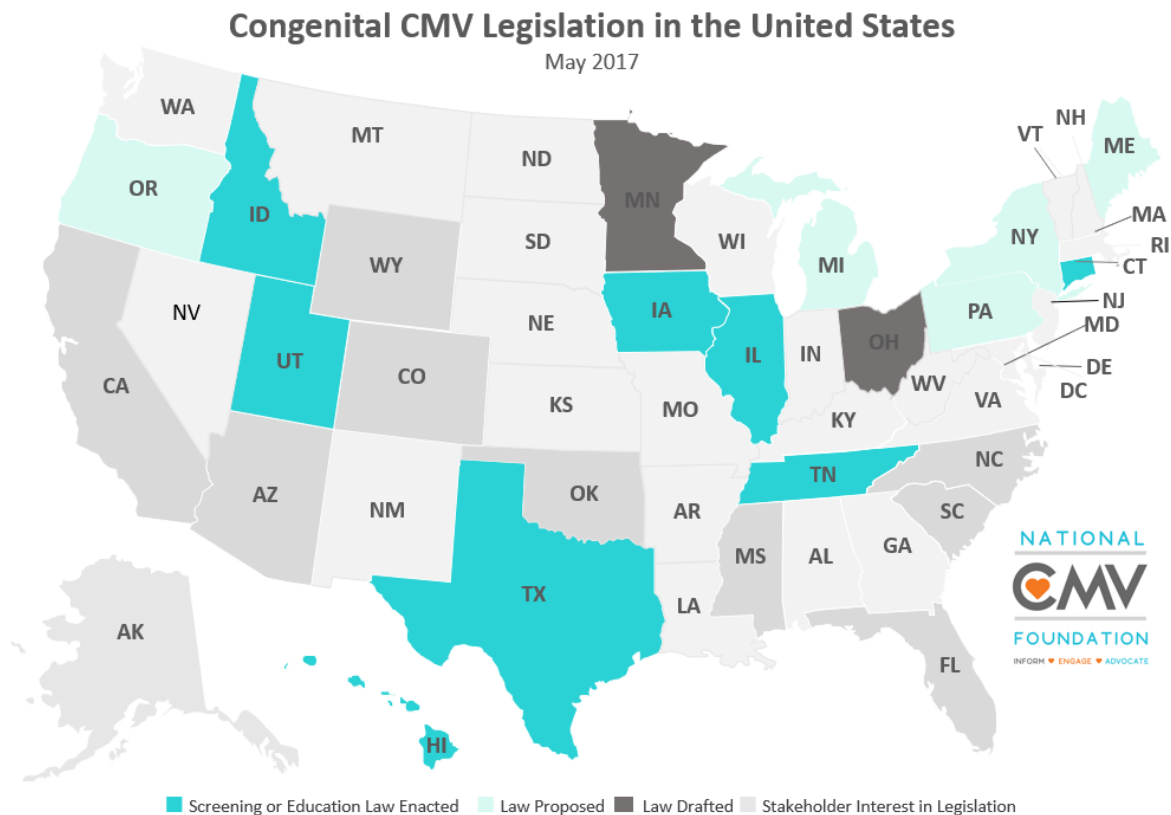 Congenital CMV Legislation in the United States
May 2017
WA
MT
ND
MN
VT
NH
ME
OR
ID
SD
WI
MI
NY
MA
RI
CT
WY
NV
NE
IA
PA
NJ
MD
UT
CO
IL
IN
OH
DE
DC
WV
VA
CA
KS
MO
KY
NC
TN
AZ
NM
OK
AR
SC
MS
AL
GA
TX
LA
AK
FL
HI
NATIONAL
CMV
FOUNDATION
INFORM ENGAGE ADVOCATE
Screening or Education Law Enacted Law Proposed Law Drafted Stakeholder Interest in Legislation